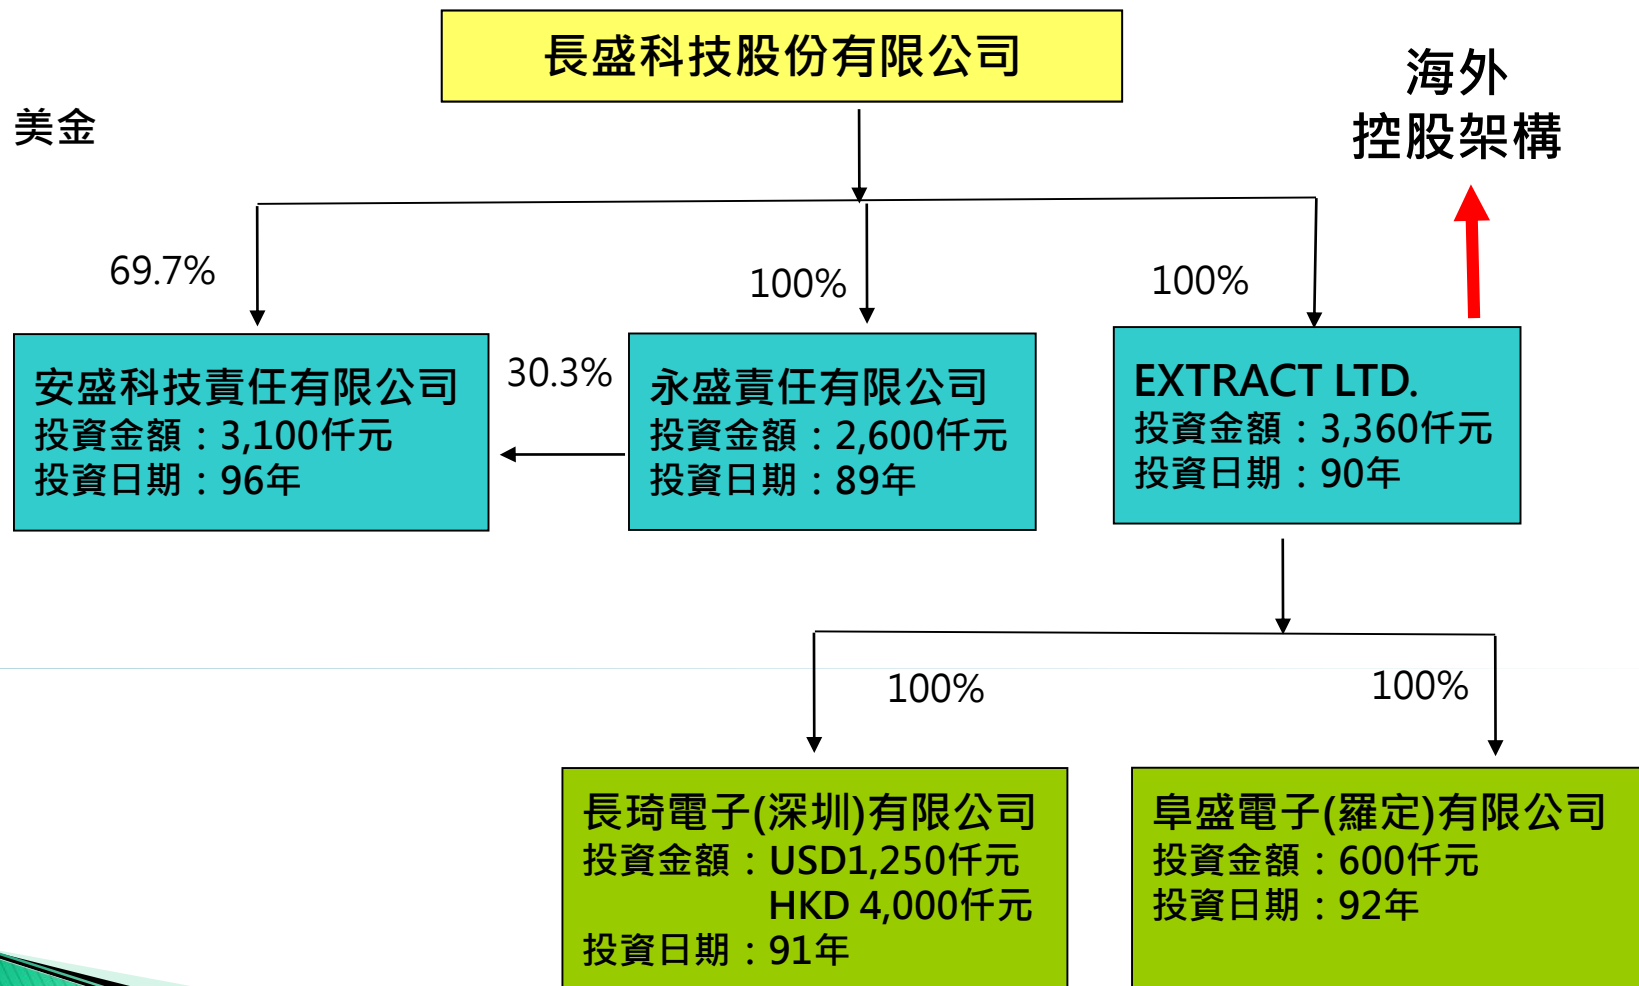 長盛科技股份有限公司
海外
控股架構
美金
69.7%
100%
100%
安盛科技責任有限公司
投資金額：3,100仟元
投資日期：96年
30.3%
永盛責任有限公司
投資金額：2,600仟元
投資日期：89年
EXTRACT LTD.
投資金額：3,360仟元
投資日期：90年
100%
100%
長琦電子(深圳)有限公司
投資金額：USD1,250仟元
HKD 4,000仟元
投資日期：91年
阜盛電子(羅定)有限公司
投資金額：600仟元
投資日期：92年